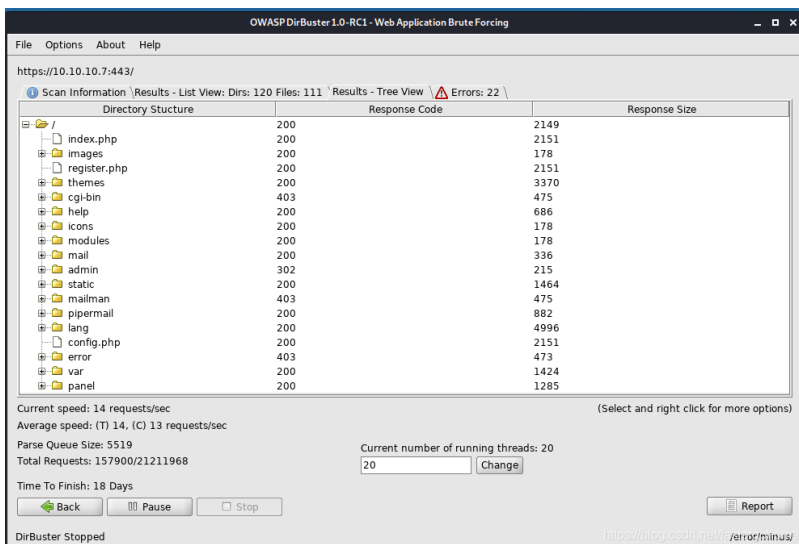 OWASP DirBuster 1.0-RC1 - Web Application Brute Forcing
File Options About Help
https://10.10.10.7:443/
Scan Information Results - List View: Dirs: 120 Files: 111 Results - Tree View Errors: 22
Directory Stucture Response Code Response Size
/ 200 2149
index.php 200 2151
images 200 178
register.php 200 2151
themes 200 3370
cgi-bin 403 475
help 200 686
icons 200 178
modules 200 178
mail 200 336
admin 302 215
static 200 1464
mailman 403 475
pipermail 200 882
lang 200 4996
config.php 200 2151
error 403 473
var 200 1424
panel 200 1285
Current speed: 14 requests/sec (Select and right click for more options)
Average speed: (T) 14, (C) 13 requests/sec
Parse Queue Size: 5519 Current number of running threads: 20
Total Requests: 157900/21211968 20 Change
Time To Finish: 18 Days
Back Pause Stop Report
DirBuster Stopped /error/minus/